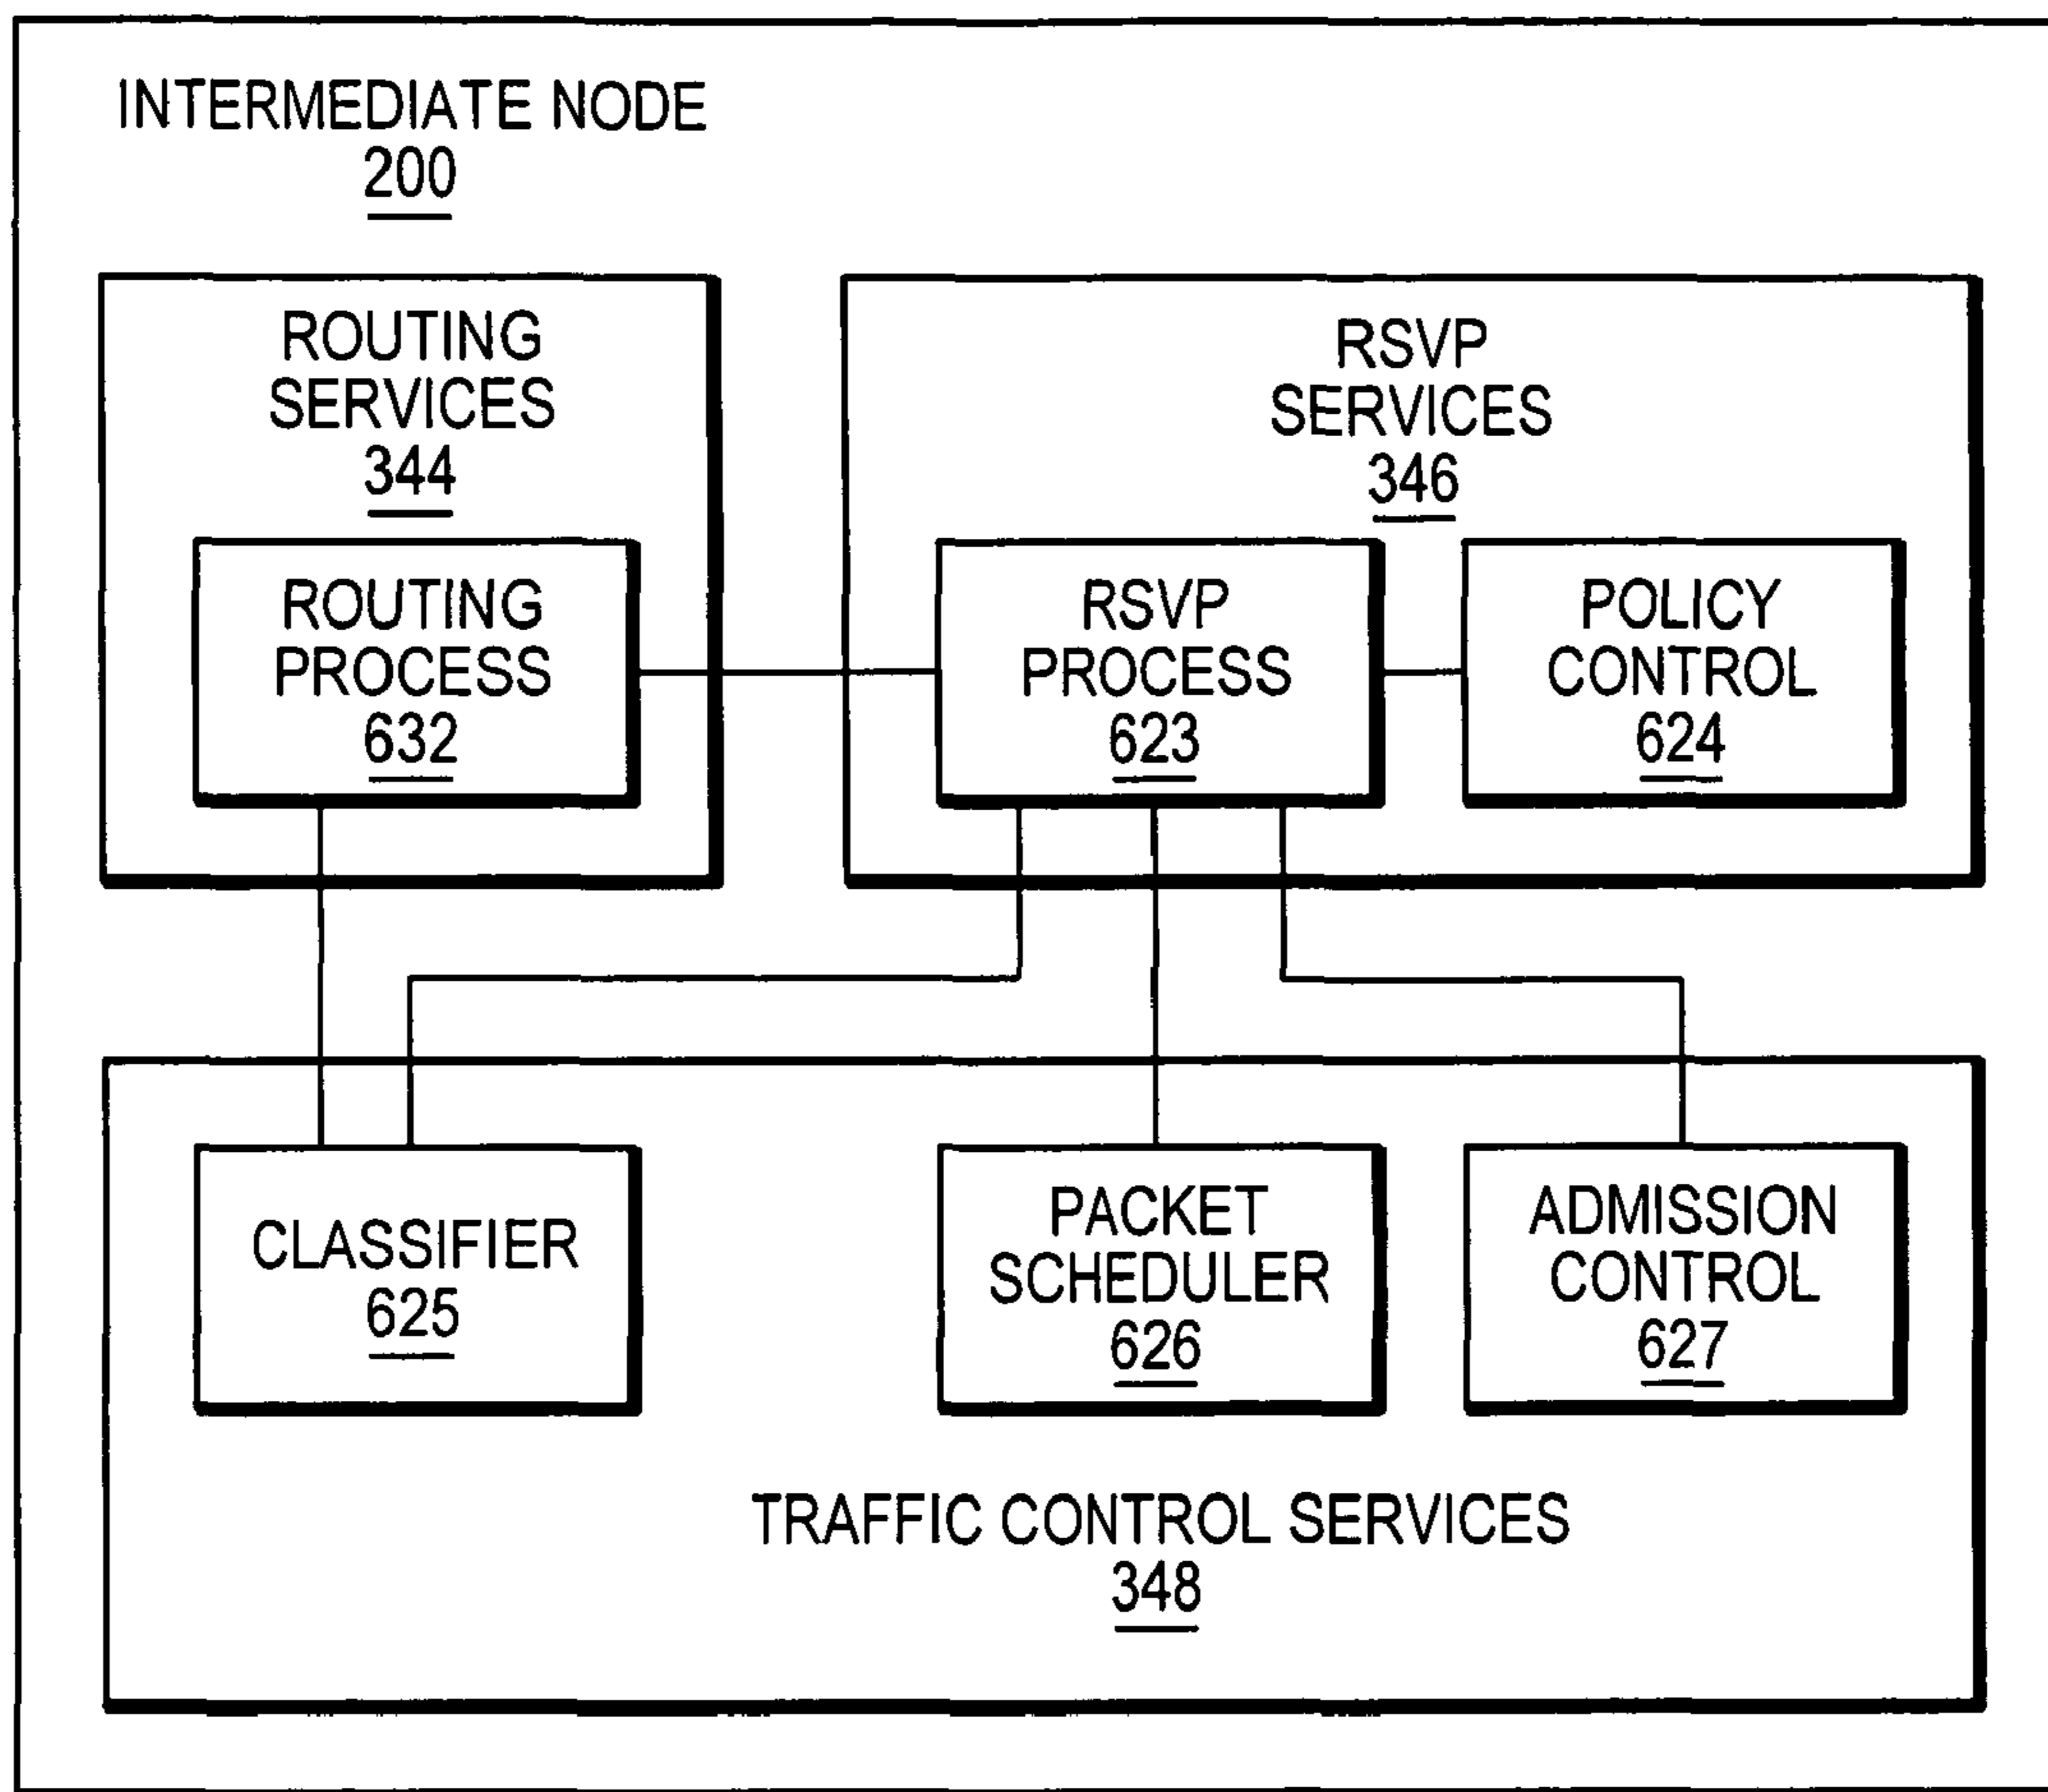 INTERMEDIATE NODE
200
ROUTING
SERVICES
344
ROUTING
PROCESS
632
RSVP
SERVICES
346
RSVP
PROCESS
623
POLICY
CONTROL
624
CLASSIFIER
625
PACKET
SCHEDULER
626
ADMISSION
CONTROL
627
TRAFFIC CONTROL SERVICES
348